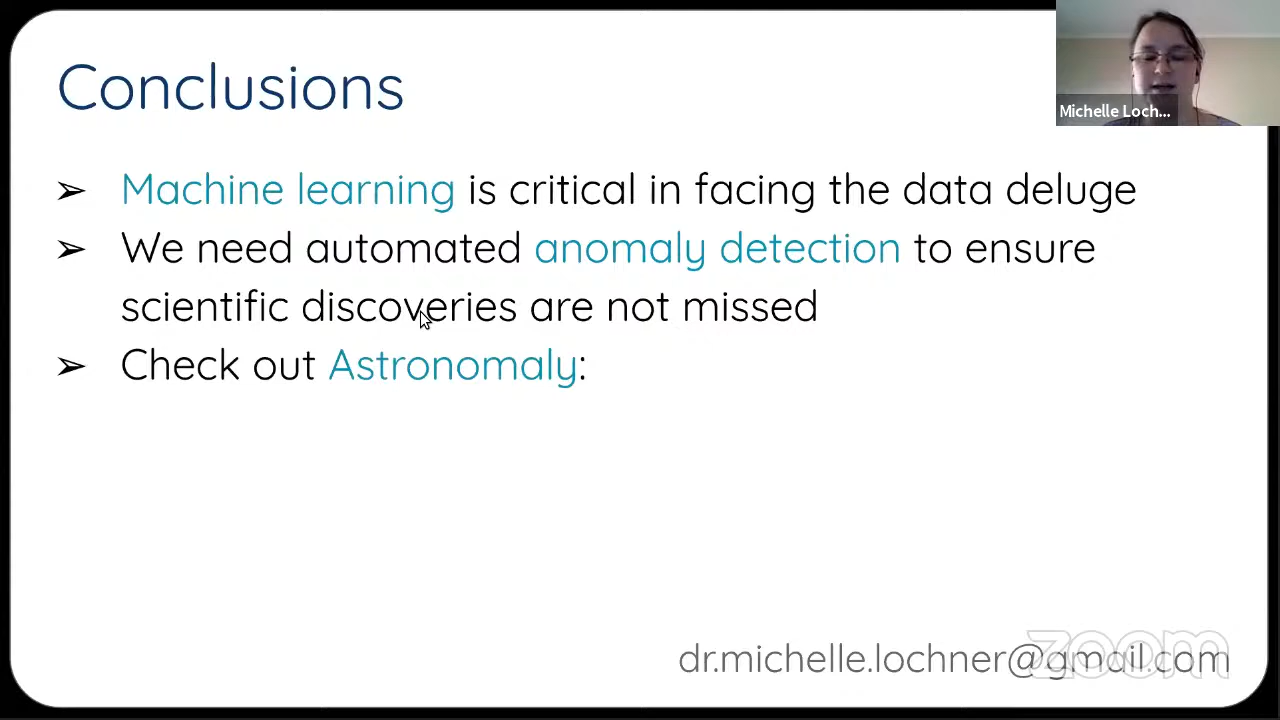 Conclusions
Michelle Loch...
➢ Machine learning is critical in facing the data deluge
➢ We need automated anomaly detection to ensure
scientific discoveries are not missed
➢ Check out Astronomaly:
dr.michelle.lochner@gmail.com
zoom